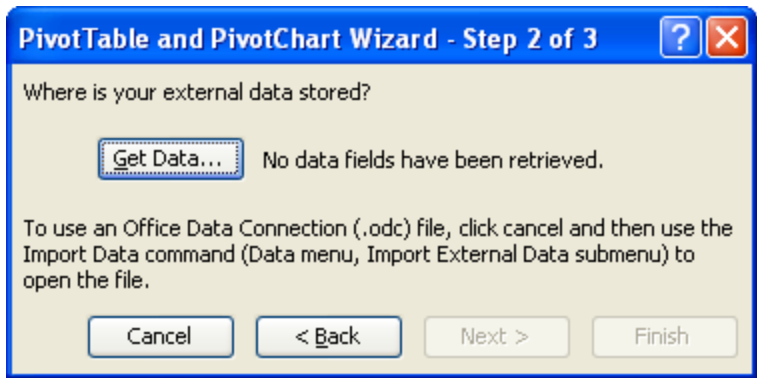 PivotTable and PivotChart Wizard - Step 2 of 3
Where is your external data stored?
Get Data... No data fields have been retrieved.
To use an Office Data Connection (.odc) file, click cancel and then use the
Import Data command (Data menu, Import External Data submenu) to
open the file.
Cancel < Back Next > Finish